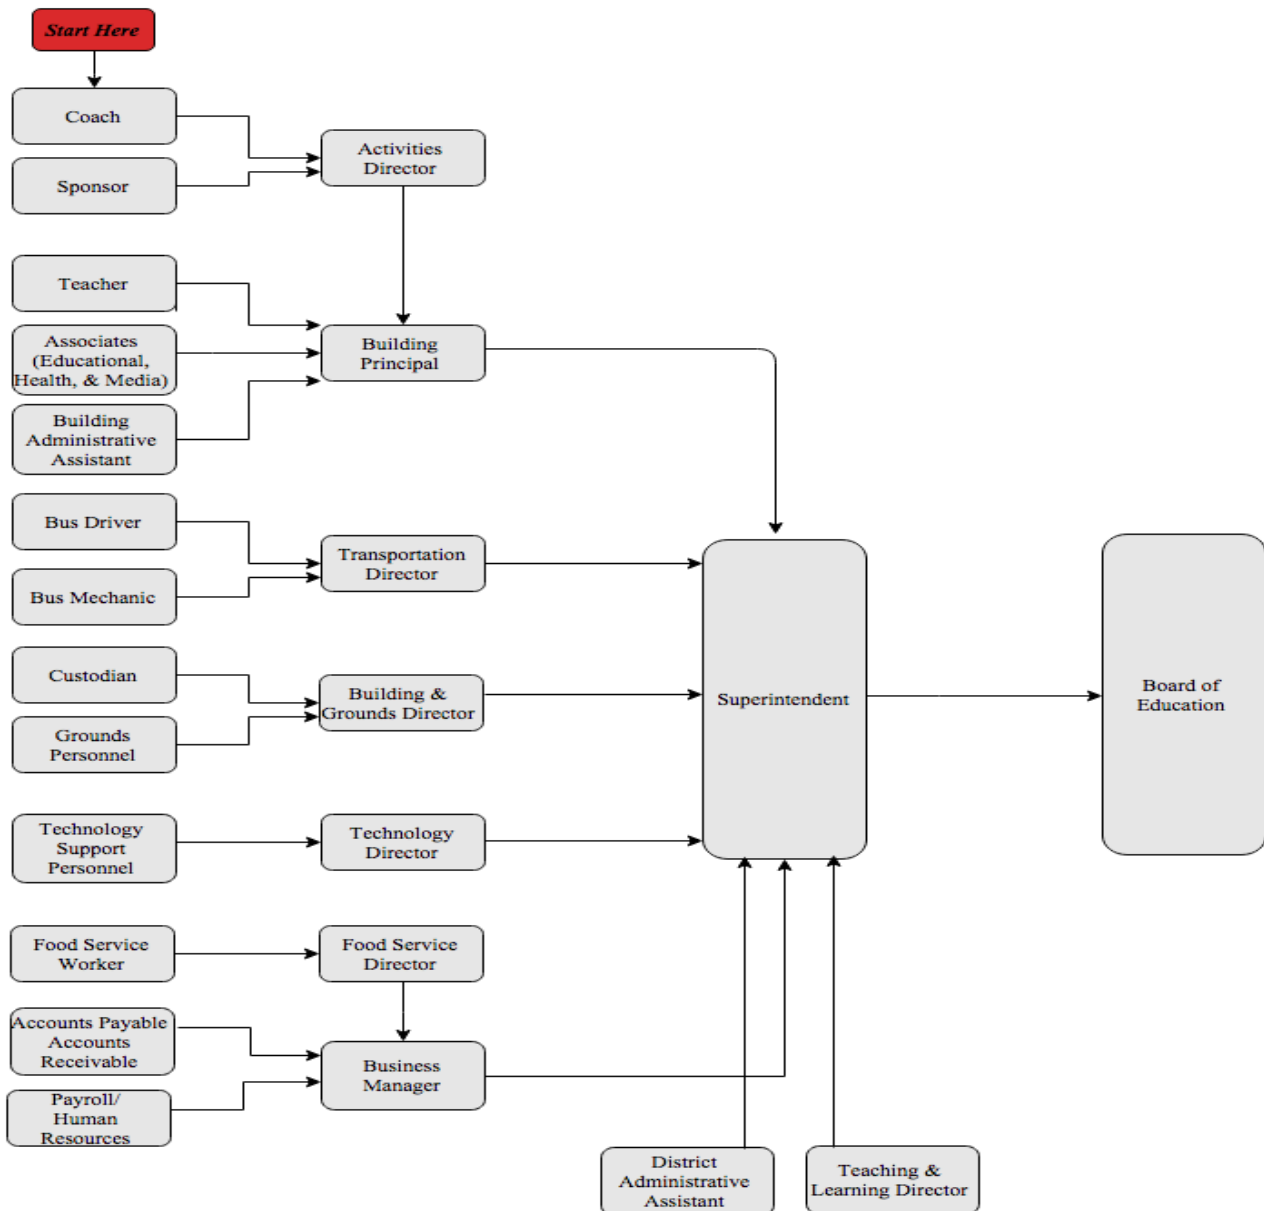 Start Here
Coach
Sponsor
Activities
Director
Teacher
Associates
(Educational,
Health, & Media)
Building
Administrative
Assistant
Building
Principal
Bus Driver
Bus Mechanic
Transportation
Director
Custodian
Grounds
Personnel
Building &
Grounds Director
Superintendent
Board of
Education
Technology
Support
Personnel
Technology
Director
Food Service
Worker
Food Service
Director
Accounts Payable
Accounts
Receivable
Payroll/
Human
Resources
Business
Manager
District
Administrative
Assistant
Teaching &
Learning Director